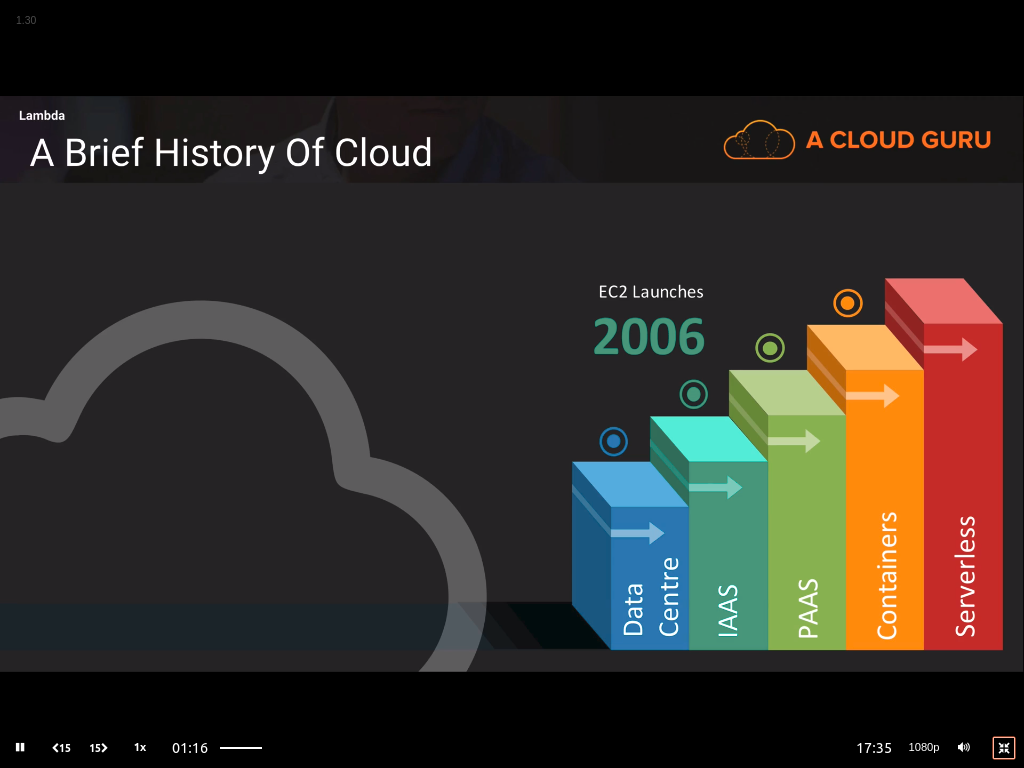 1.30
Lambda
A Brief History Of Cloud
A CLOUD GURU
EC2 Launches
2006
Data
Centre
IAAS
PAAS
Containers
Serverless
15
15
1x
01:16
17:35
1080p